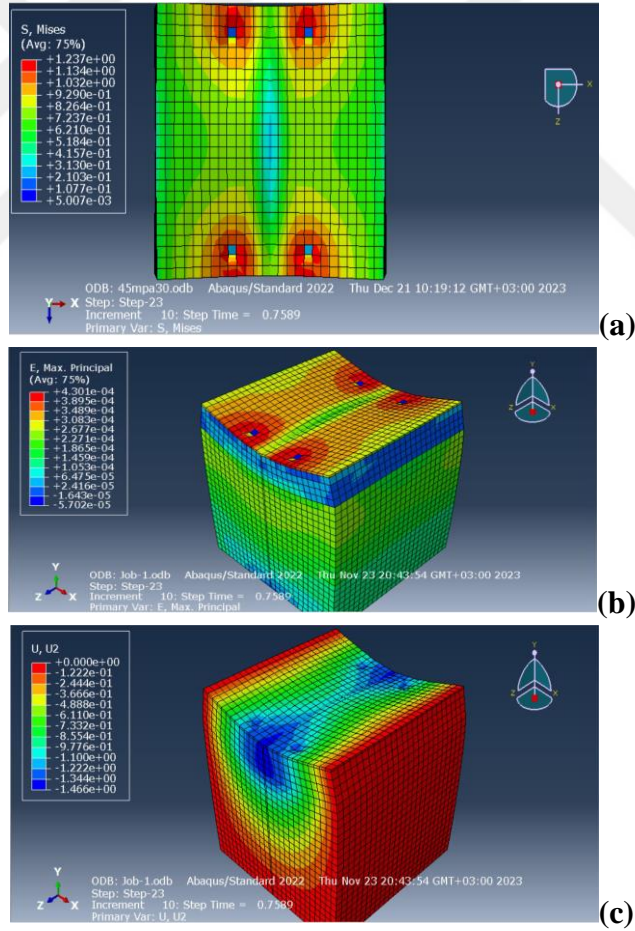 S, Mises
(Avg: 75%)
+1.237e+00
+1.134e+00
+1.032e+00
+9.290e-01
+8.264e-01
+7.237e-01
+6.210e-01
+5.184e-01
+4.157e-01
+3.130e-01
+2.103e-01
+1.077e-01
+5.007e-03
X
Z
Y X
ODB: 45mpa30.odb Abaqus/Standard 2022 Thu Dec 21 10:19:12 GMT+03:00 2023
Step: Step-23
Increment 10: Step Time = 0.7589
Primary Var: S, Mises
(a)
E, Max. Principal
(Avg: 75%)
+4.301e-04
+3.895e-04
+3.489e-04
+3.083e-04
+2.677e-04
+2.271e-04
+1.865e-04
+1.459e-04
+1.053e-04
+6.475e-05
+2.416e-05
-1.643e-05
-5.702e-05
Y
Z X
Y
Z X
ODB: Job-1.odb Abaqus/Standard 2022 Thu Nov 23 20:43:54 GMT+03:00 2023
Step: Step-23
Increment 10: Step Time = 0.7589
Primary Var: E, Max. Principal
(b)
U, U2
+0.000e+00
-1.222e-01
-2.444e-01
-3.666e-01
-4.888e-01
-6.110e-01
-7.332e-01
-8.554e-01
-9.776e-01
-1.100e+00
-1.222e+00
-1.344e+00
-1.466e+00
Y
Z X
Y
Z X
ODB: Job-1.odb Abaqus/Standard 2022 Thu Nov 23 20:43:54 GMT+03:00 2023
Step: Step-23
Increment 10: Step Time = 0.7589
Primary Var: U, U2
(c)